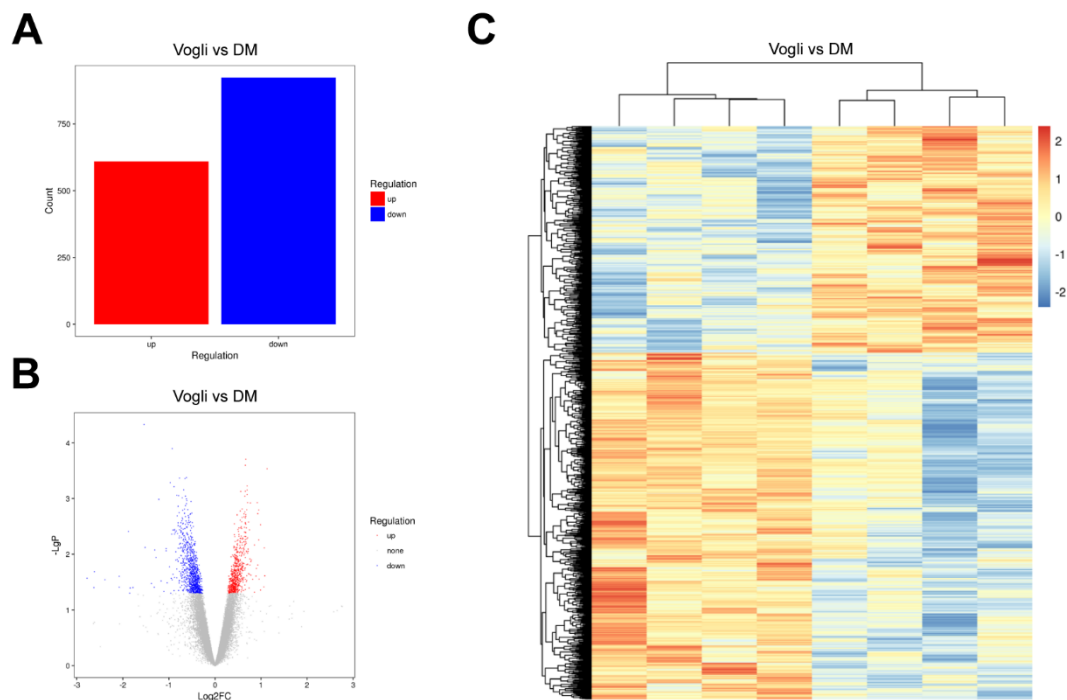 A
Vogli vs DM
Count
750
500
250
0
up
down
Regulation
Regulation
up
down
B
Vogli vs DM
-LgP
4
3
2
1
0
-3
-2
-1
0
1
2
3
Log2FC
Regulation
up
none
down
C
Vogli vs DM
2
1
0
-1
-2